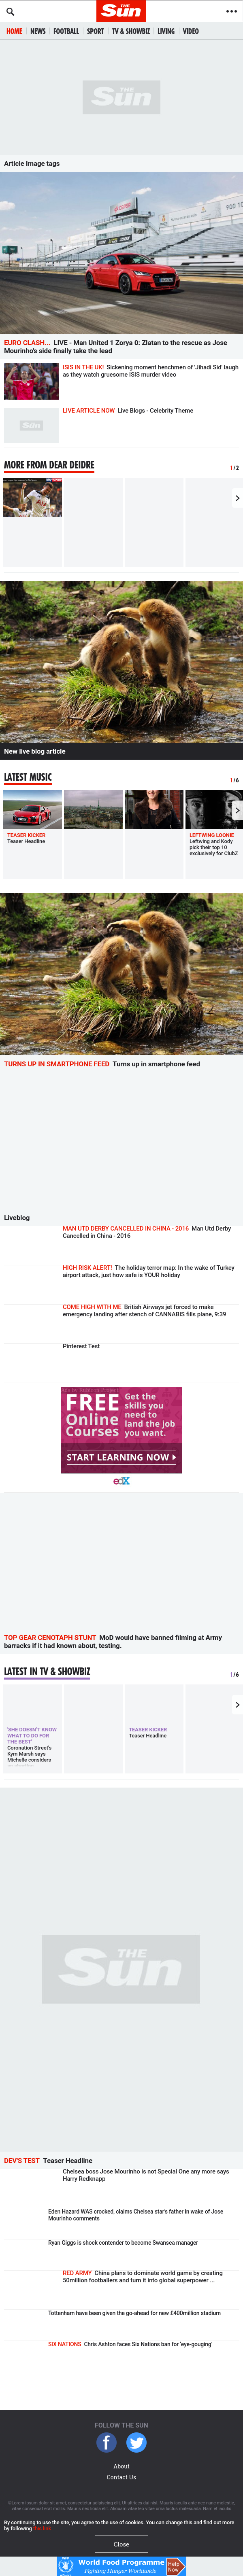 THE Sun
HOME NEWS FOOTBALL SPORT TV & SHOWBIZ LIVING VIDEO
THE Sun
Article Image tags
EURO CLASH... LIVE - Man United 1 Zorya 0: Zlatan to the rescue as Jose
Mourinho's side finally take the lead
ISIS IN THE UK! Sickening moment henchmen of 'Jihadi Sid' laugh
as they watch gruesome ISIS murder video
THE Sun
LIVE ARTICLE NOW Live Blogs - Celebrity Theme
MORE FROM DEAR DEIDRE
1/2
New live blog article
LATEST MUSIC
1/6
TEASER KICKER
Teaser Headline
LEFTWING LOONIE
Leftwing and Kody
pick their top 10
exclusively for ClubZ
TURNS UP IN SMARTPHONE FEED Turns up in smartphone feed
Liveblog
MAN UTD DERBY CANCELLED IN CHINA - 2016 Man Utd Derby
Cancelled in China - 2016
HIGH RISK ALERT! The holiday terror map: In the wake of Turkey
airport attack, just how safe is YOUR holiday
COME HIGH WITH ME British Airways jet forced to make
emergency landing after stench of CANNABIS fills plane, 9:39
Pinterest Test
FREE
Online
Courses
Get the
skills you
need to
land the job
you want.
START LEARNING NOW
edX
TOP GEAR CENOTAPH STUNT MoD would have banned filming at Army
barracks if it had known about, testing.
LATEST IN TV & SHOWBIZ
1/6
'SHE DOESN'T KNOW
WHAT TO DO FOR
THE BEST'
Coronation Street's
Kym Marsh says
Michelle considers
TEASER KICKER
Teaser Headline
THE Sun
DEV'S TEST Teaser Headline
Chelsea boss Jose Mourinho is not Special One any more says
Harry Redknapp
Eden Hazard WAS crocked, claims Chelsea star's father in wake of Jose
Mourinho comments
Ryan Giggs is shock contender to become Swansea manager
RED ARMY China plans to dominate world game by creating
50million footballers and turn it into global superpower ...
Tottenham have been given the go-ahead for new £400million stadium
SIX NATIONS Chris Ashton faces Six Nations ban for 'eye-gouging'
FOLLOW THE SUN
About
Contact Us
By continuing to use the site, you agree to the use of cookies. You can change this and find out more
by following
Close
World Food Programme
Fighting Hunger Worldwide
Help
Now